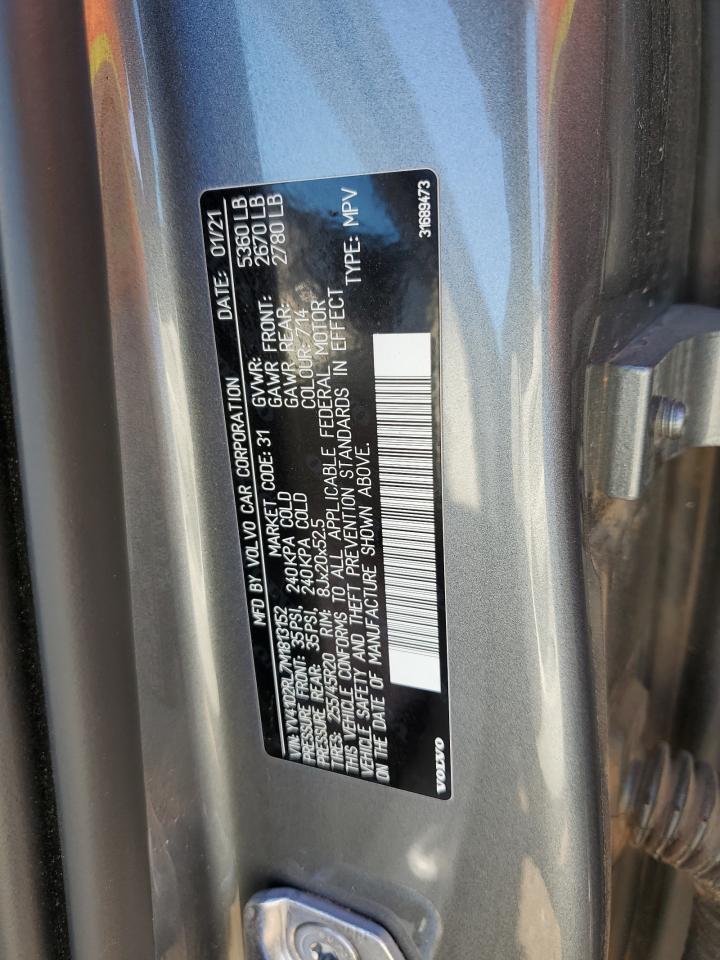 MFD BY VOLVO CAR CORPORATION DATE: 01/21
VIN: YV4102RL7M1813152 MARKET CODE: 31 GVWR: 5360 LB
PRESSURE FRONT: 35PSI, 240KPA COLD GAWR FRONT: 2670 LB
PRESSURE REAR: 35PSI, 240KPA COLD GAWR REAR: 2780 LB
TIRES: 255/45R20 RIM: 8Jx20x52.5 COLOUR: 714
THIS VEHICLE CONFORMS TO ALL APPLICABLE FEDERAL MOTOR
VEHICLE SAFETY AND THEFT PREVENTION STANDARDS IN EFFECT
ON THE DATE OF MANUFACTURE SHOWN ABOVE. TYPE: MPV
VOLVO 31689473